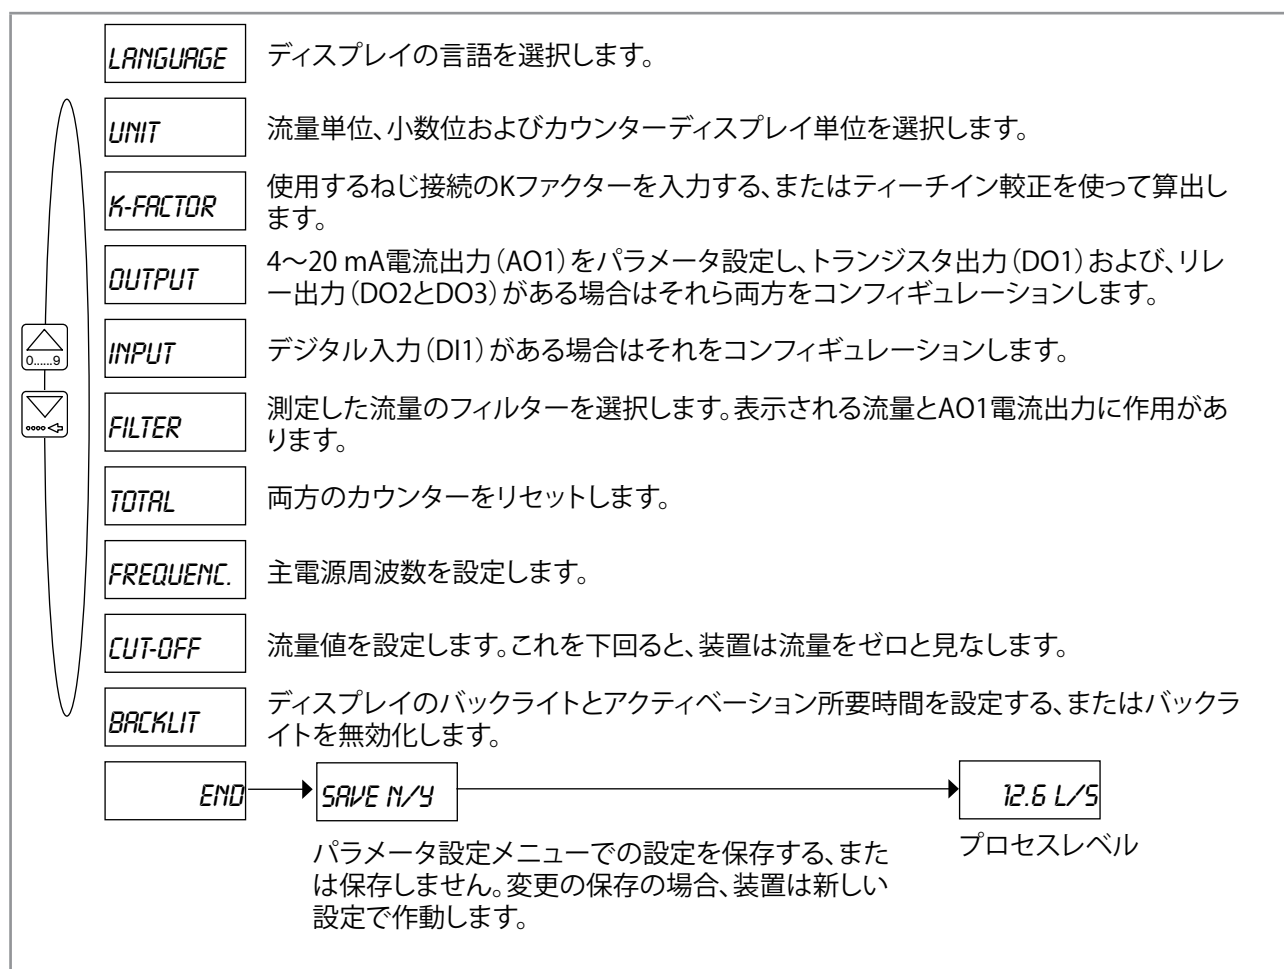 LANGUAGE
ディスプレイの言語を選択します。
UNIT
流量単位、小数位およびカウンターディスプレイ単位を選択します。
K-FACTOR
使用するねじ接続のKファクターを入力する、またはティーチイン較正を使って算出し
ます。
OUTPUT
4～20 mA電流出力（AO1）をパラメータ設定し、トランジスタ出力（DO1）および、リレ
ー出力（DO2とDO3）がある場合はそれら両方をコンフィギュレーションします。
0......9
INPUT
デジタル入力（DI1）がある場合はそれをコンフィギュレーションします。
FILTER
測定した流量のフィルターを選択します。表示される流量とAO1電流出力に作用があ
ります。
TOTAL
両方のカウンターをリセットします。
FREQUENC.
主電源周波数を設定します。
CUT-OFF
流量値を設定します。これを下回ると、装置は流量をゼロと見なします。
BACKLIT
ディスプレイのバックライトとアクティベーション所要時間を設定する、またはバックラ
イトを無効化します。
END
SAVE N/Y
12.6 L/S
パラメータ設定メニューでの設定を保存する、また
は保存しません。変更の保存の場合、装置は新しい
設定で作動します。
プロセスレベル